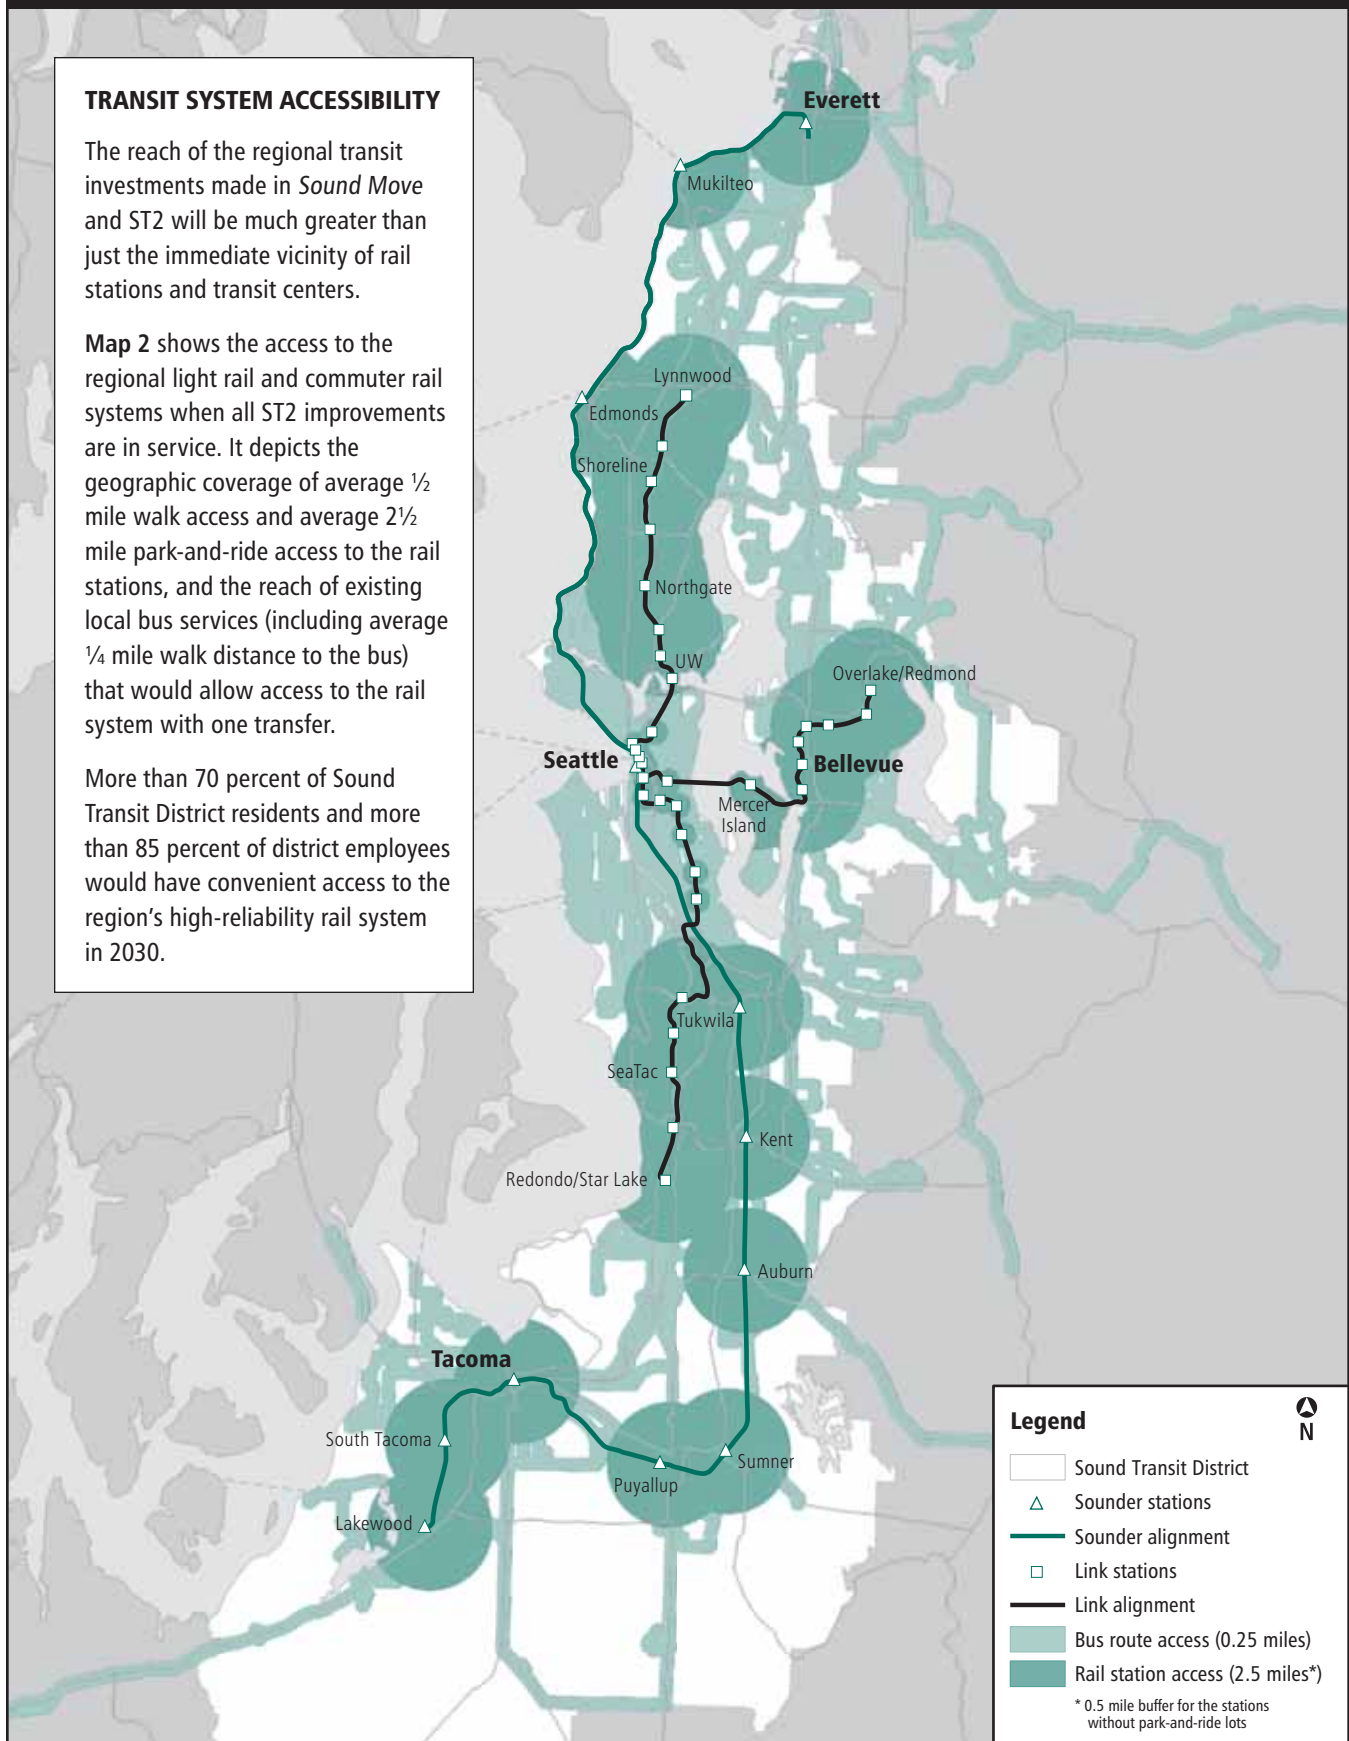 TRANSIT SYSTEM ACCESSIBILITY
The reach of the regional transit
investments made in Sound Move
and ST2 will be much greater than
just the immediate vicinity of rail
stations and transit centers.
Map 2 shows the access to the
regional light rail and commuter rail
systems when all ST2 improvements
are in service. It depicts the
geographic coverage of average ½
mile walk access and average 2½
mile park-and-ride access to the rail
stations, and the reach of existing
local bus services (including average
¼ mile walk distance to the bus)
that would allow access to the rail
system with one transfer.
More than 70 percent of Sound
Transit District residents and more
than 85 percent of district employees
would have convenient access to the
region's high-reliability rail system
in 2030.
Everett
Mukilteo
Lynnwood
Edmonds
Shoreline
Northgate
UW
Overlake/Redmond
Seattle
Bellevue
Mercer
Island
Tukwila
SeaTac
Kent
Redondo/Star Lake
Auburn
Tacoma
South Tacoma
Sumner
Puyallup
Lakewood
Legend
N
Sound Transit District
Sounder stations
Sounder alignment
Link stations
Link alignment
Bus route access (0.25 miles)
Rail station access (2.5 miles*)
* 0.5 mile buffer for the stations
without park-and-ride lots